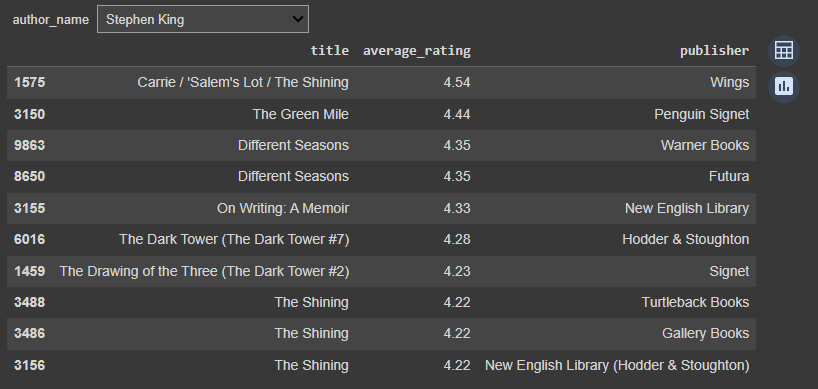 author_name Stephen King
title average_rating publisher
1575 Carrie / 'Salem's Lot / The Shining 4.54 Wings
3150 The Green Mile 4.44 Penguin Signet
9863 Different Seasons 4.35 Warner Books
8650 Different Seasons 4.35 Futura
3155 On Writing: A Memoir 4.33 New English Library
6016 The Dark Tower (The Dark Tower #7) 4.28 Hodder & Stoughton
1459 The Drawing of the Three (The Dark Tower #2) 4.23 Signet
3488 The Shining 4.22 Turtleback Books
3486 The Shining 4.22 Gallery Books
3156 The Shining 4.22 New English Library (Hodder & Stoughton)